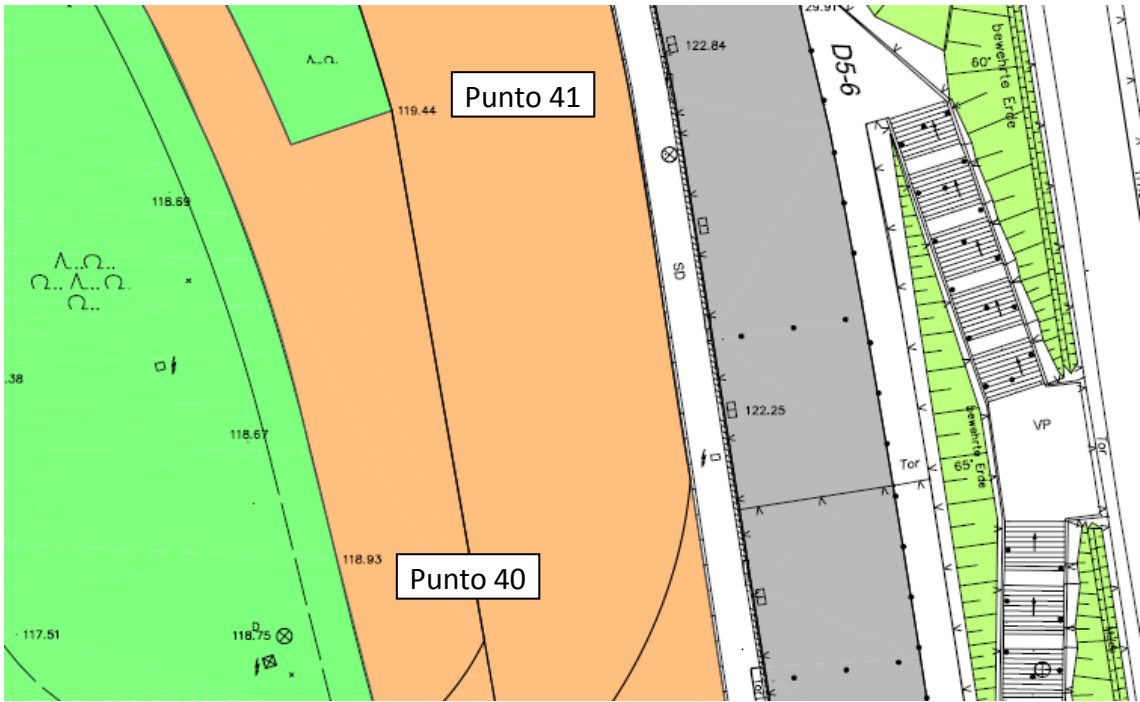 29.91
122.84
D5-6
60°
bewehrte Erde
119.44
Punto 41
118.69
SD
.38
122.25
118.67
VP
Tor
Tor
65°
bewehrte Erde
118.93
Punto 40
117.51
118.75
D